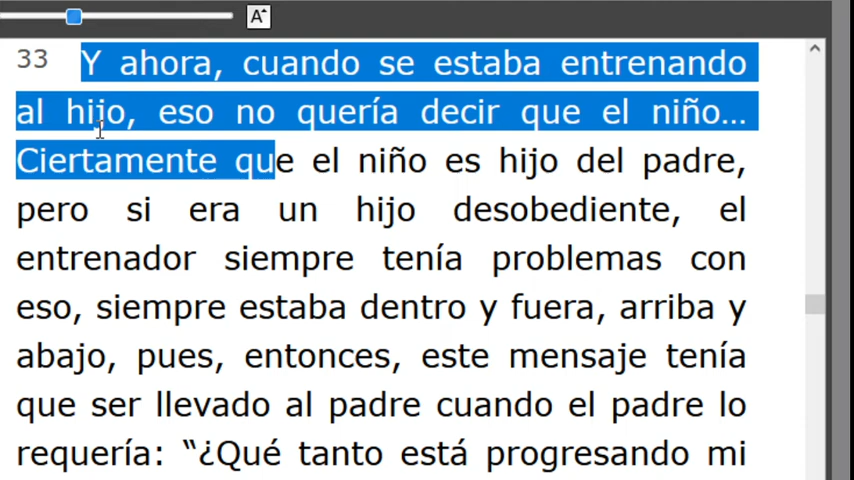 A
33 Y ahora, cuando se estaba entrenando
al hijo, eso no quería decir que el niño...
Ciertamente que el niño es hijo del padre,
pero si era un hijo desobediente, el
entrenador siempre tenía problemas con
eso, siempre estaba dentro y fuera, arriba y
abajo, pues, entonces, este mensaje tenía
que ser llevado al padre cuando el padre lo
requería: “¿Qué tanto está progresando mi